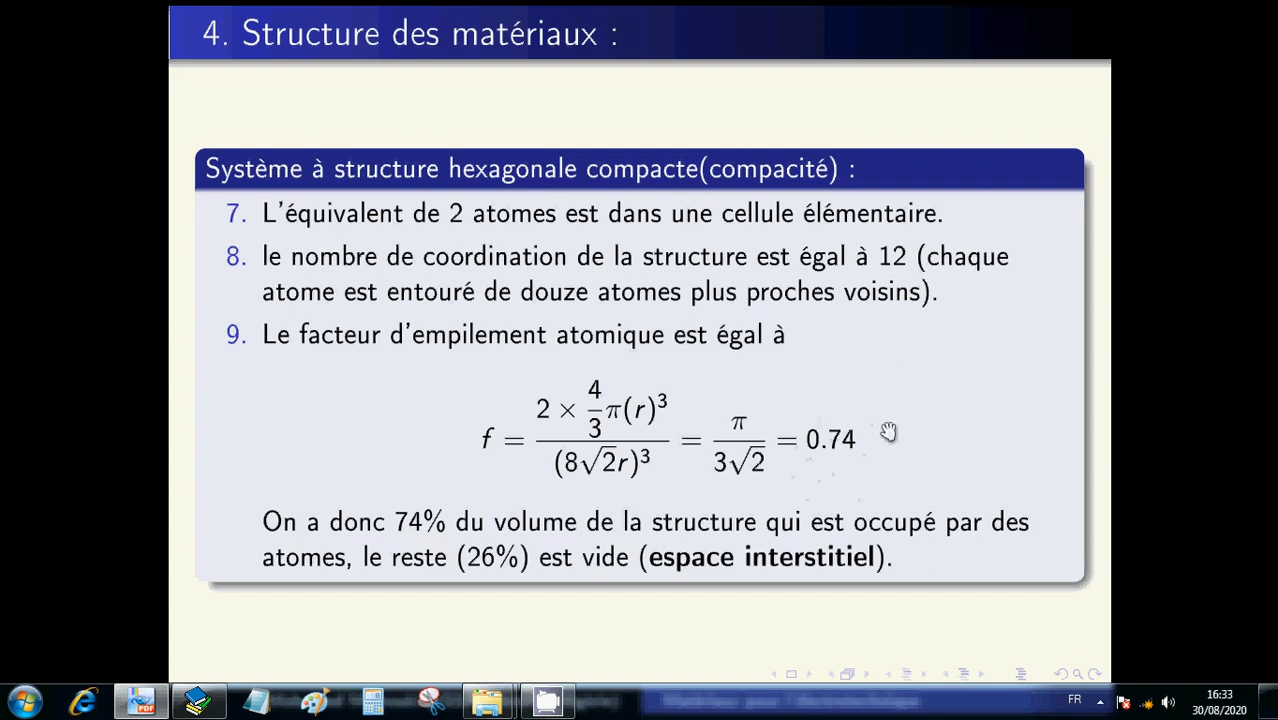 4. Structure des matériaux :
Système à structure hexagonale compacte(compacité) :
7. L'équivalent de 2 atomes est dans une cellule élémentaire.
8. le nombre de coordination de la structure est égal à 12 (chaque
atome est entouré de douze atomes plus proches voisins).
9. Le facteur d'empilement atomique est égal à
f = \frac{2 × \frac{4}{3}π(r)^3}{(8√2r)^3} = \frac{π}{3√2} = 0.74
On a donc 74% du volume de la structure qui est occupé par des
atomes, le reste (26%) est vide (espace interstitiel).
FR
16:33
30/08/2020